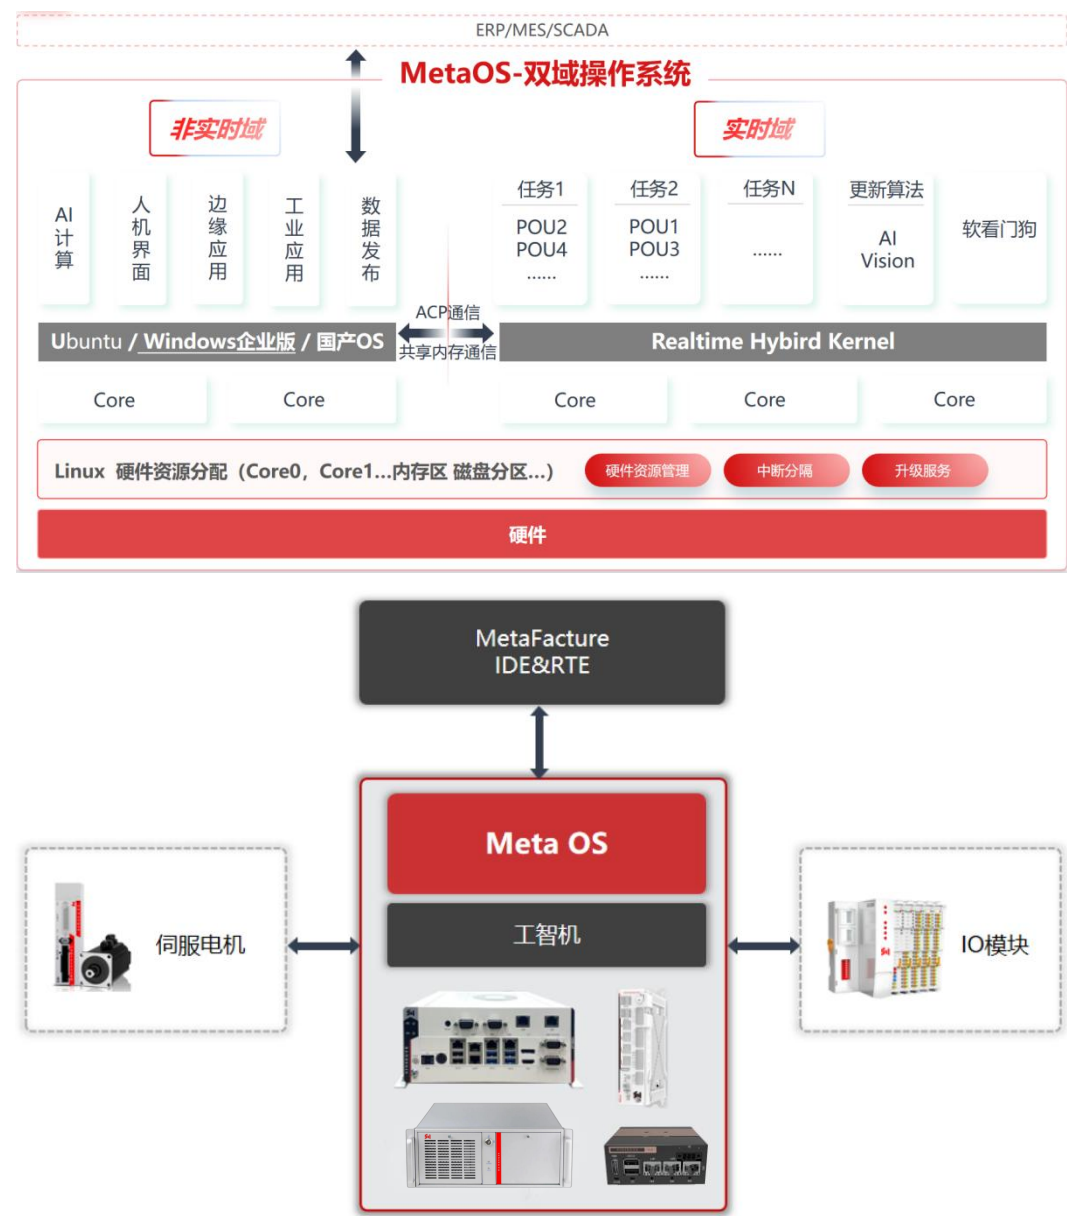 ERP/MES/SCADA
MetaOS-双域操作系统
非实时域
实时域
AI计算
人机界面
边缘应用
工业应用
数据发布
任务1
POU2
POU4
......
任务2
POU1
POU3
......
任务N
......
更新算法
AI
Vision
软看门狗
Ubuntu / Windows企业版 / 国产OS
ACP通信
共享内存通信
Realtime Hybird Kernel
Core
Core
Core
Core
Core
Linux 硬件资源分配（Core0，Core1...内存区 磁盘分区...）
硬件资源管理
中断分隔
升级服务
硬件
MetaFacture
IDE&RTE
Meta OS
工智机
伺服电机
IO模块